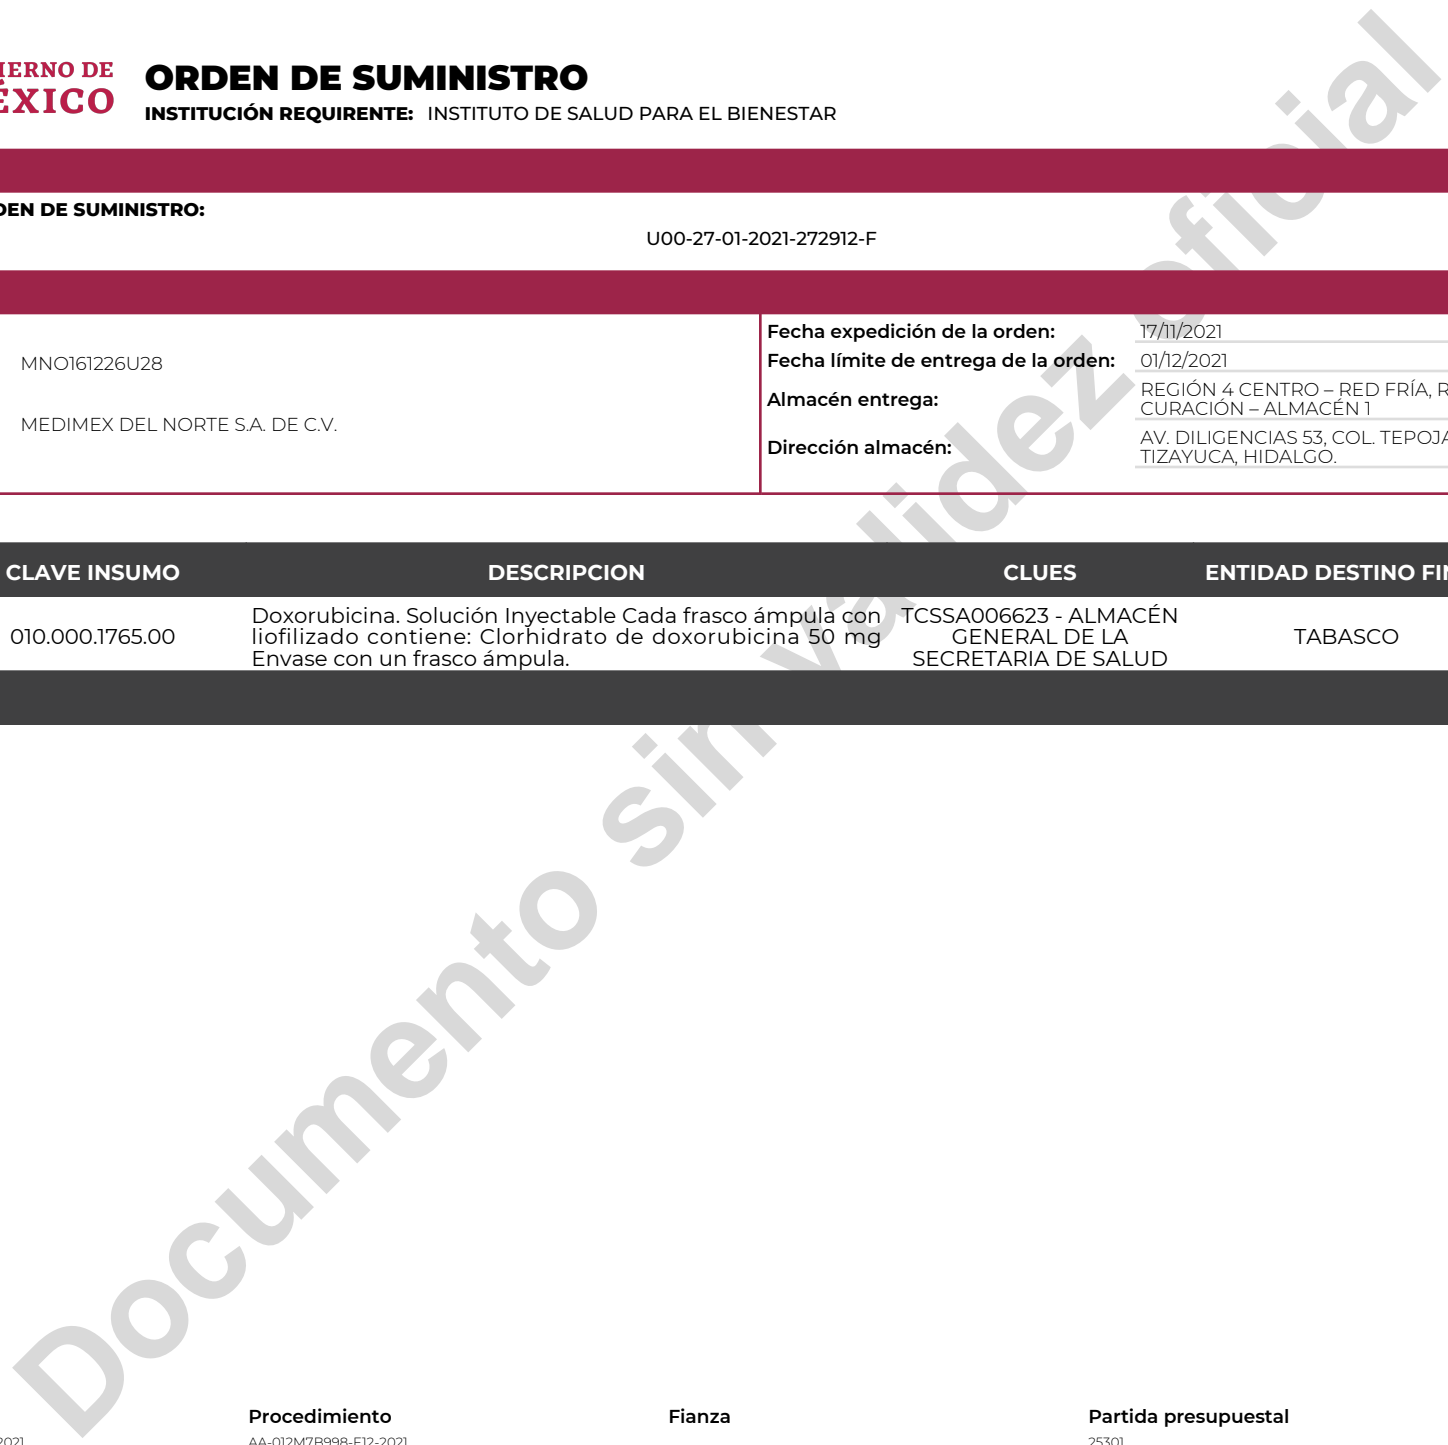 GOBIERNO DE
MÉXICO
ORDEN DE SUMINISTRO
INSTITUCIÓN REQUIRENTE: INSTITUTO DE SALUD PARA EL BIENESTAR
DEN DE SUMINISTRO:
U00-27-01-2021-272912-F
MNO161226U28
MEDIMEX DEL NORTE S.A. DE C.V.
Fecha expedición de la orden: 17/11/2021
Fecha límite de entrega de la orden: 01/12/2021
Almacén entrega: REGIÓN 4 CENTRO – RED FRÍA, R
CURACIÓN – ALMACÉN 1
Dirección almacén: AV. DILIGENCIAS 53, COL. TEPOJA
TIZAYUCA, HIDALGO.
CLAVE INSUMO DESCRIPCION CLUES ENTIDAD DESTINO FIN
010.000.1765.00
Doxorubicina. Solución Inyectable Cada frasco ámpula con
liofilizado contiene: Clorhidrato de doxorubicina 50 mg
Envase con un frasco ámpula.
TCSSA006623 - ALMACÉN
GENERAL DE LA
SECRETARIA DE SALUD
TABASCO
Documento sin validez oficial
Procedimiento Fianza Partida presupuestal
2021 AA-012M7B998-E12-2021 25301